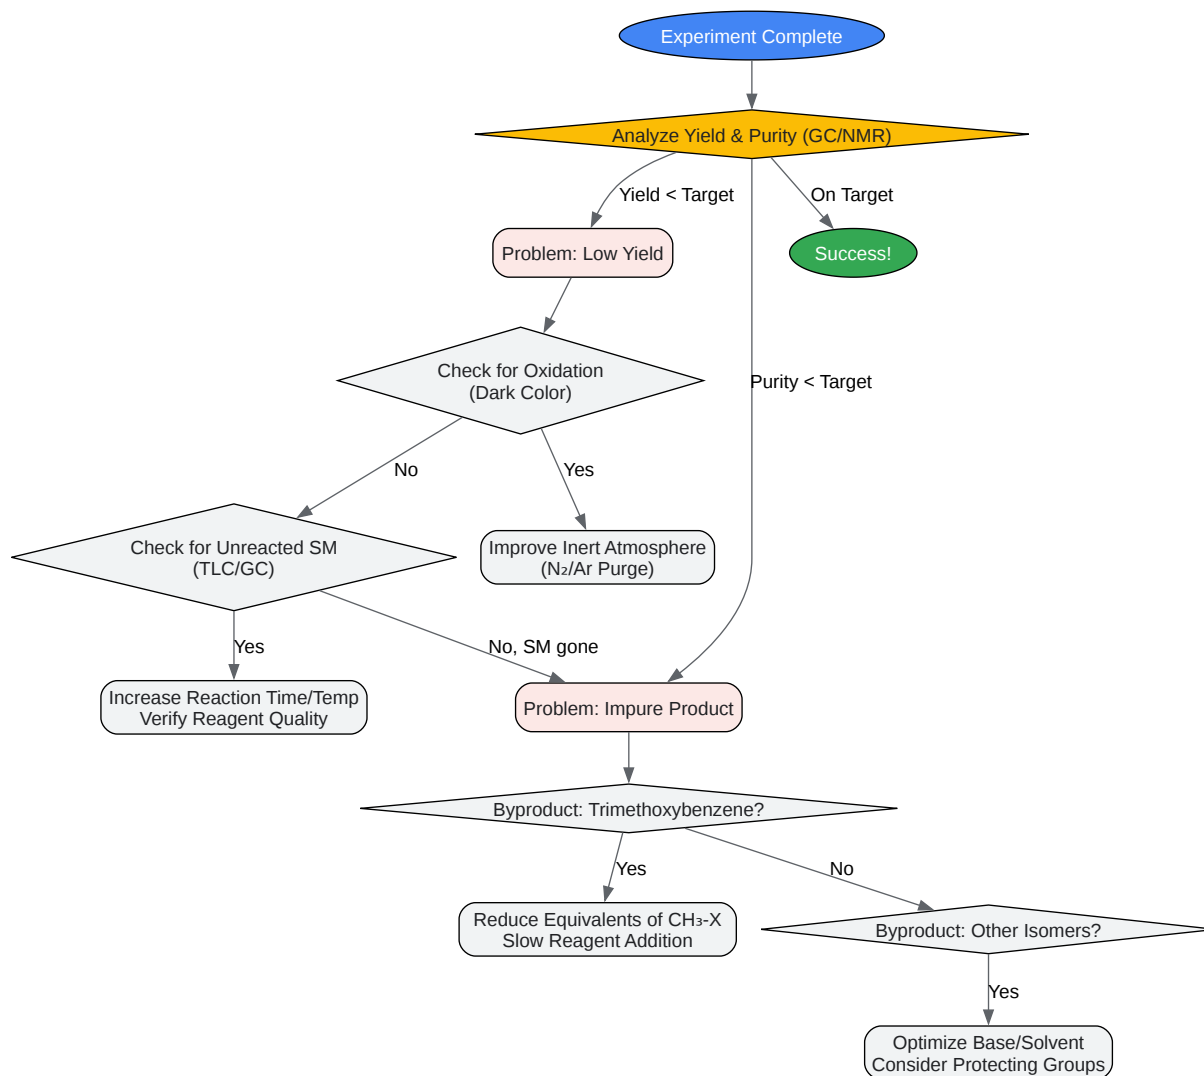 Experiment Complete
Analyze Yield & Purity (GC/NMR)
Yield < Target
On Target
Problem: Low Yield
Success!
Check for Oxidation
(Dark Color)
Purity < Target
No
Yes
Check for Unreacted SM
(TLC/GC)
Improve Inert Atmosphere
(N₂/Ar Purge)
Yes
No, SM gone
Increase Reaction Time/Temp
Verify Reagent Quality
Problem: Impure Product
Byproduct: Trimethoxybenzene?
Yes
No
Reduce Equivalents of CH₃-X
Slow Reagent Addition
Byproduct: Other Isomers?
Yes
Optimize Base/Solvent
Consider Protecting Groups